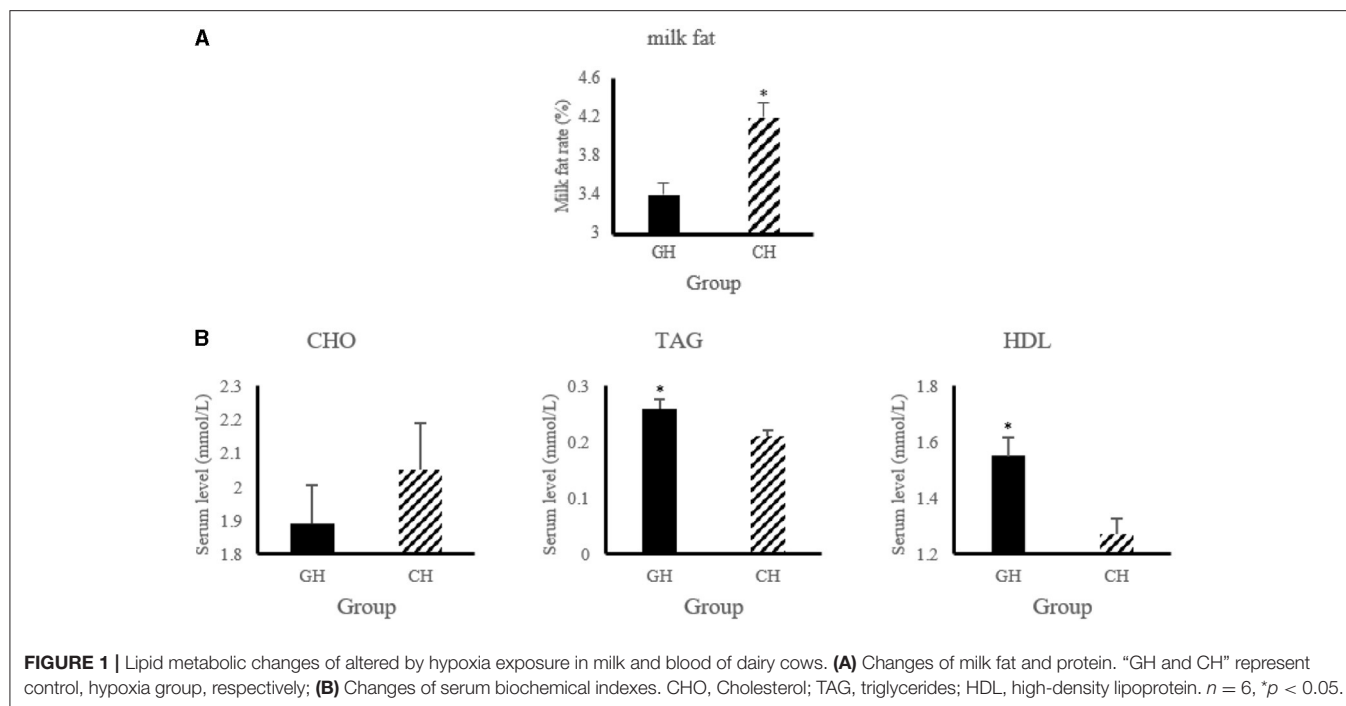 A
milk fat
Milk fat rate (%)
4.6
4.2
3.8
3.4
3
*
GH CH
Group
B
CHO
Serum level (mmol/L)
2.3
2.2
2.1
2
1.9
1.8
GH CH
Group
TAG
Serum level (mmol/L)
0.3
0.2
0.1
0
*
GH CH
Group
HDL
Serum level (mmol/L)
1.8
1.6
1.4
1.2
*
GH CH
Group
FIGURE 1 | Lipid metabolic changes of altered by hypoxia exposure in milk and blood of dairy cows. (A) Changes of milk fat and protein. “GH and CH” represent
control, hypoxia group, respectively; (B) Changes of serum biochemical indexes. CHO, Cholesterol; TAG, triglycerides; HDL, high-density lipoprotein. n = 6, *p < 0.05.